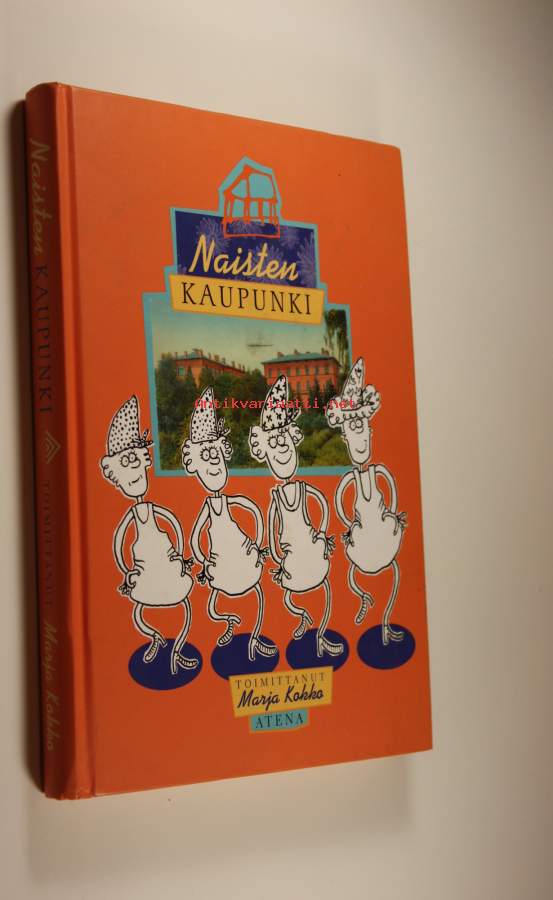 Naisten
KAUPUNKI
Antikvariaatti.net
TOIMITTANUT
Marja Kokko
ATENA
Naisten KAUPUNKI TOIMITTANUT Marja Kokko